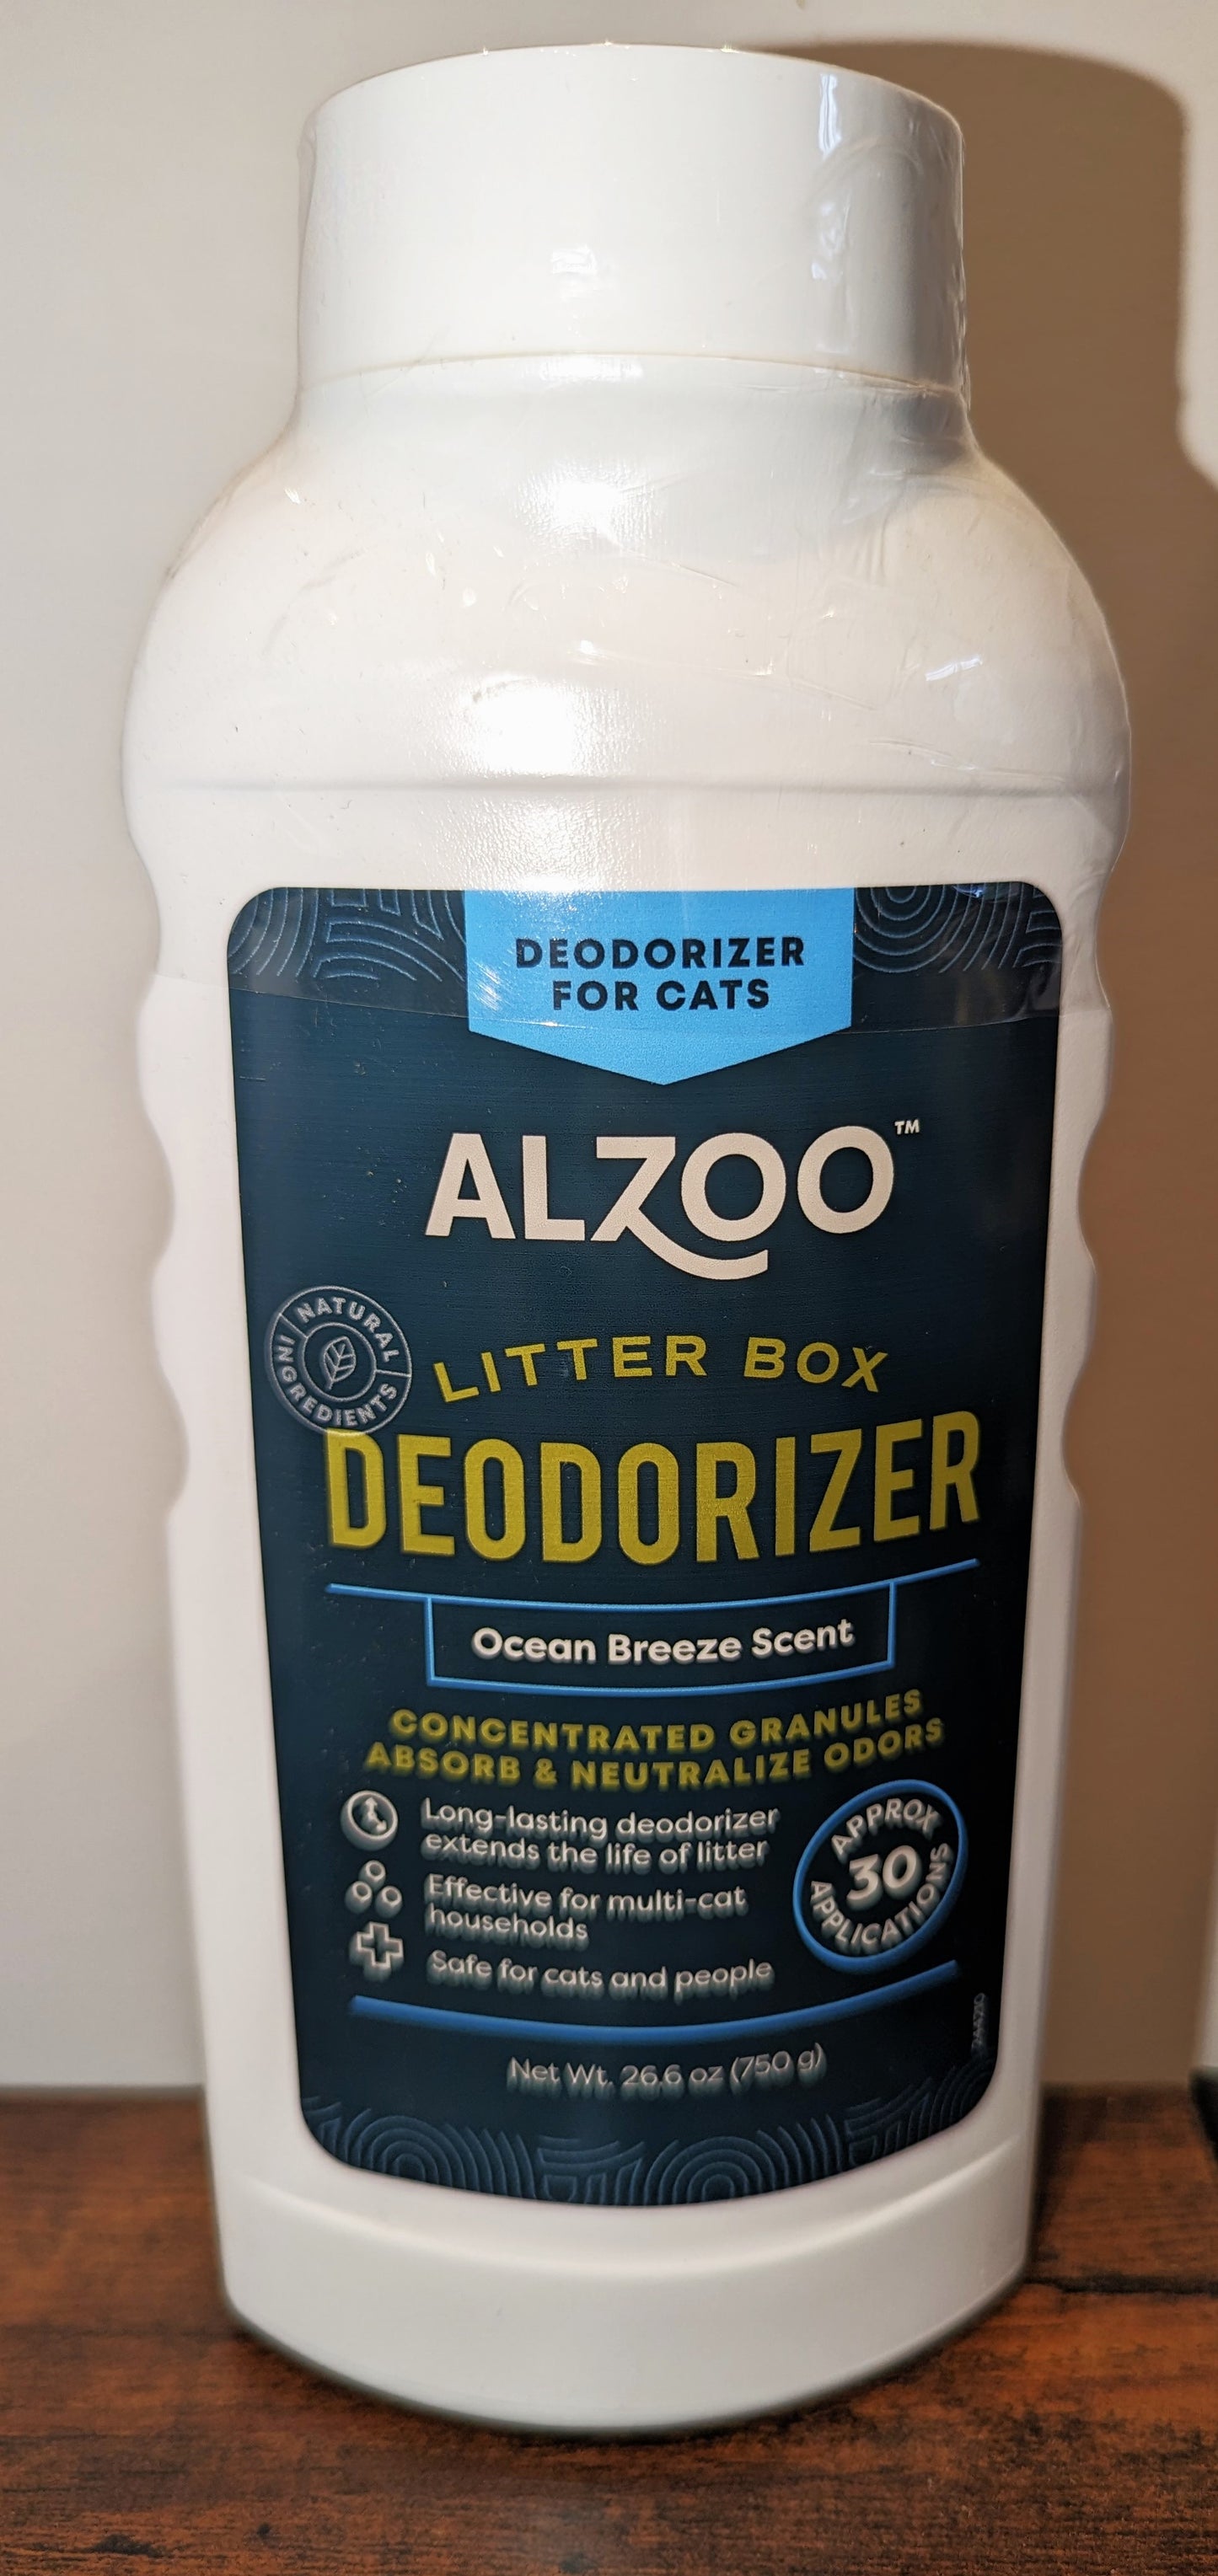 DEODORIZER
FOR CATS
ALZOO™
NATURAL
INGREDIENTS
LITTER BOX
DEODORIZER
Ocean Breeze Scent
CONCENTRATED GRANULES
ABSORB & NEUTRALIZE ODORS
Long-lasting deodorizer
extends the life of litter
Effective for multi-cat
households
Safe for cats and people
APPROX
30
APPLICATIONS
Net Wt. 26.6 oz (750 g)